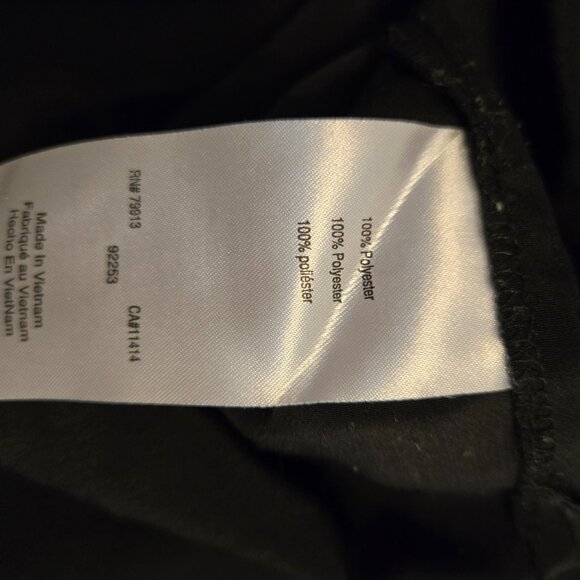 100% Polyester
100% Polyester
100% poliéster
RN# 79913 92253 CA#11414
Made In Vietnam
Fabriqué au Vietnam
Hecho En VietNam